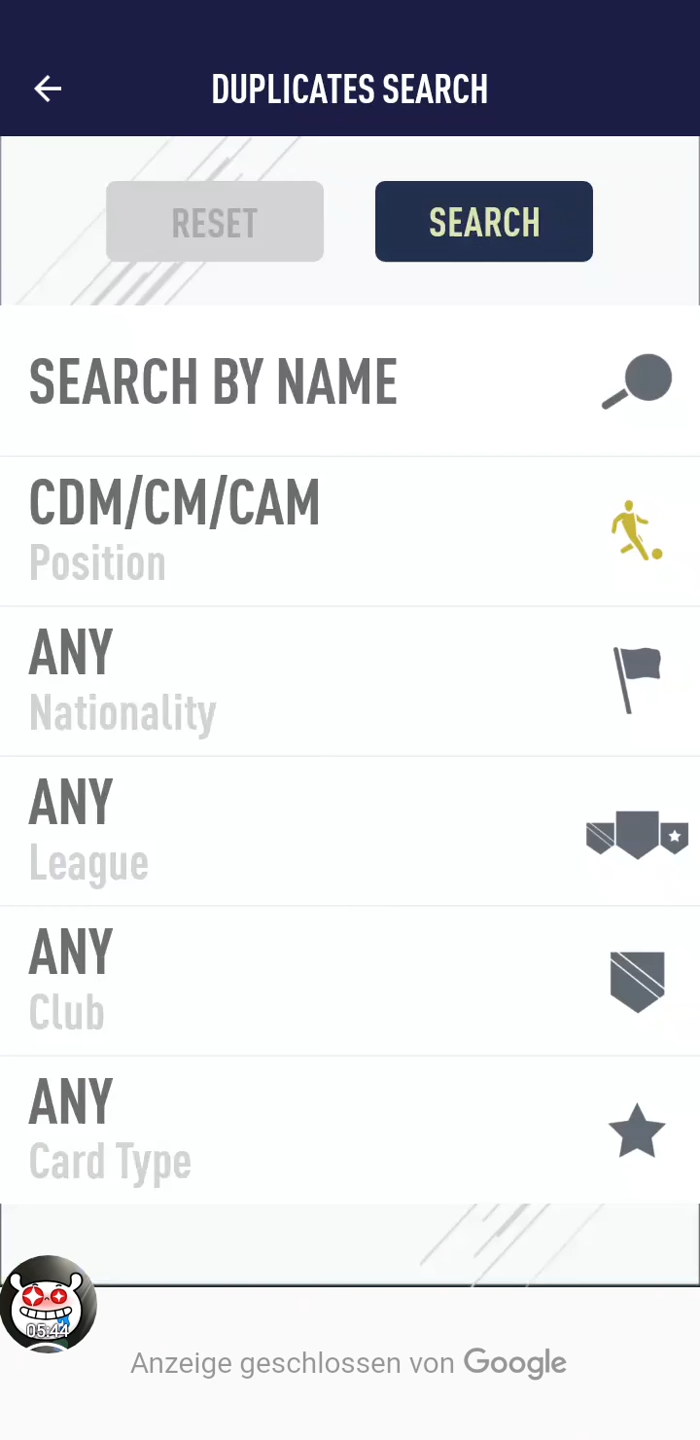 DUPLICATES SEARCH
RESET
SEARCH
SEARCH BY NAME
CDM/CM/CAM
Position
ANY
Nationality
ANY
League
ANY
Club
ANY
Card Type
05:44
Anzeige geschlossen von Google